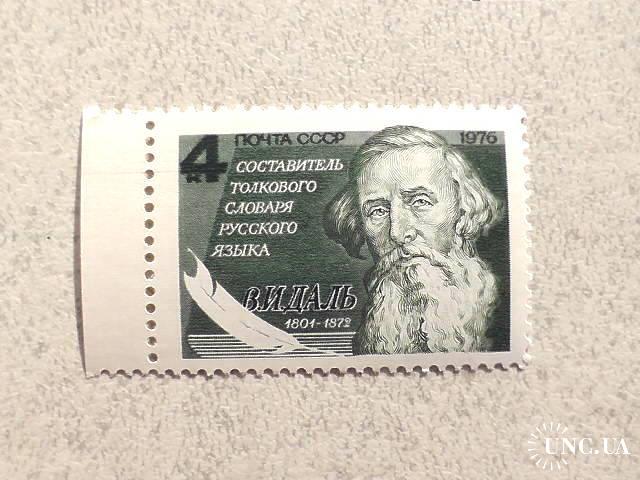 4
к
ПОЧТА СССР
1976
СОСТАВИТЕЛЬ
ТОЛКОВОГО
СЛОВАРЯ
РУССКОГО
ЯЗЫКА
В.И.ДАЛЬ
1801-1872
UNC.UA